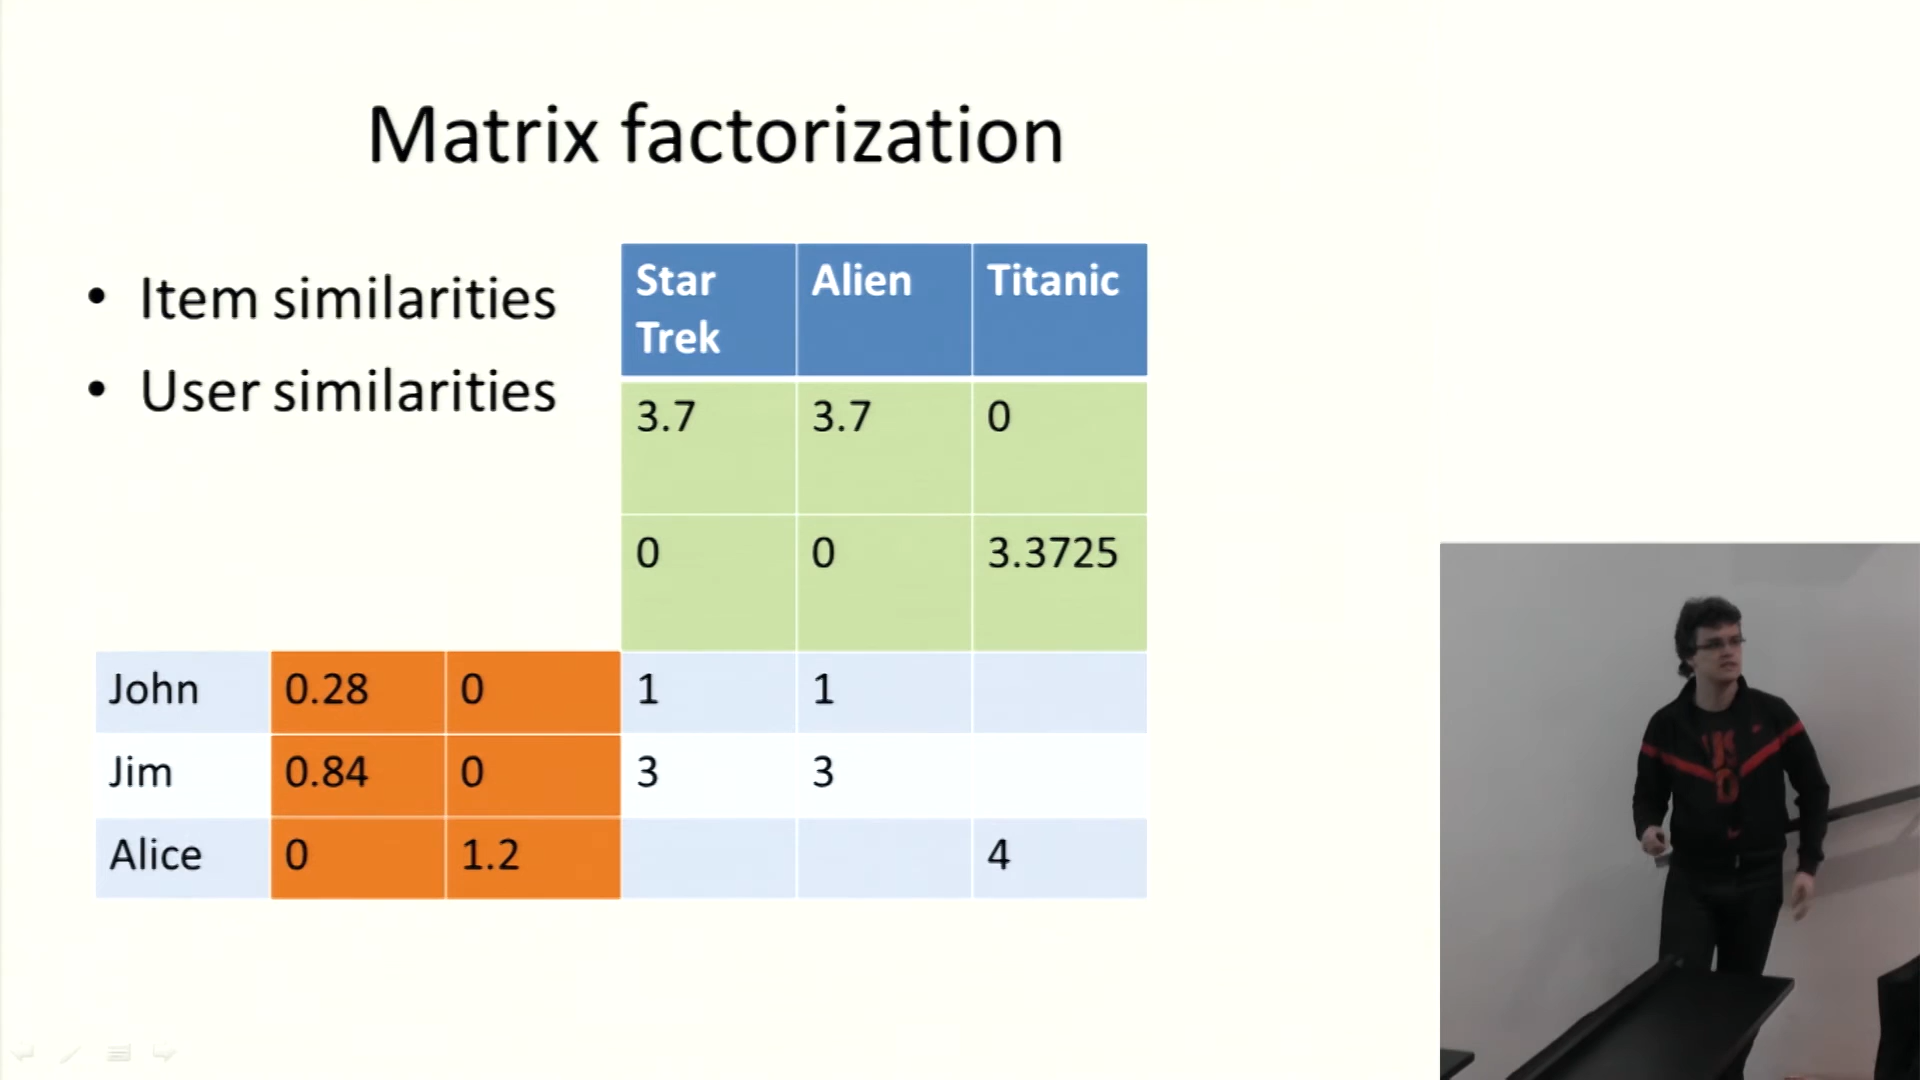 Matrix factorization
• Item similarities
• User similarities
Star Trek Alien Titanic
3.7 3.7 0
0 0 3.3725
John 0.28 0 1 1
Jim 0.84 0 3 3
Alice 0 1.2 4